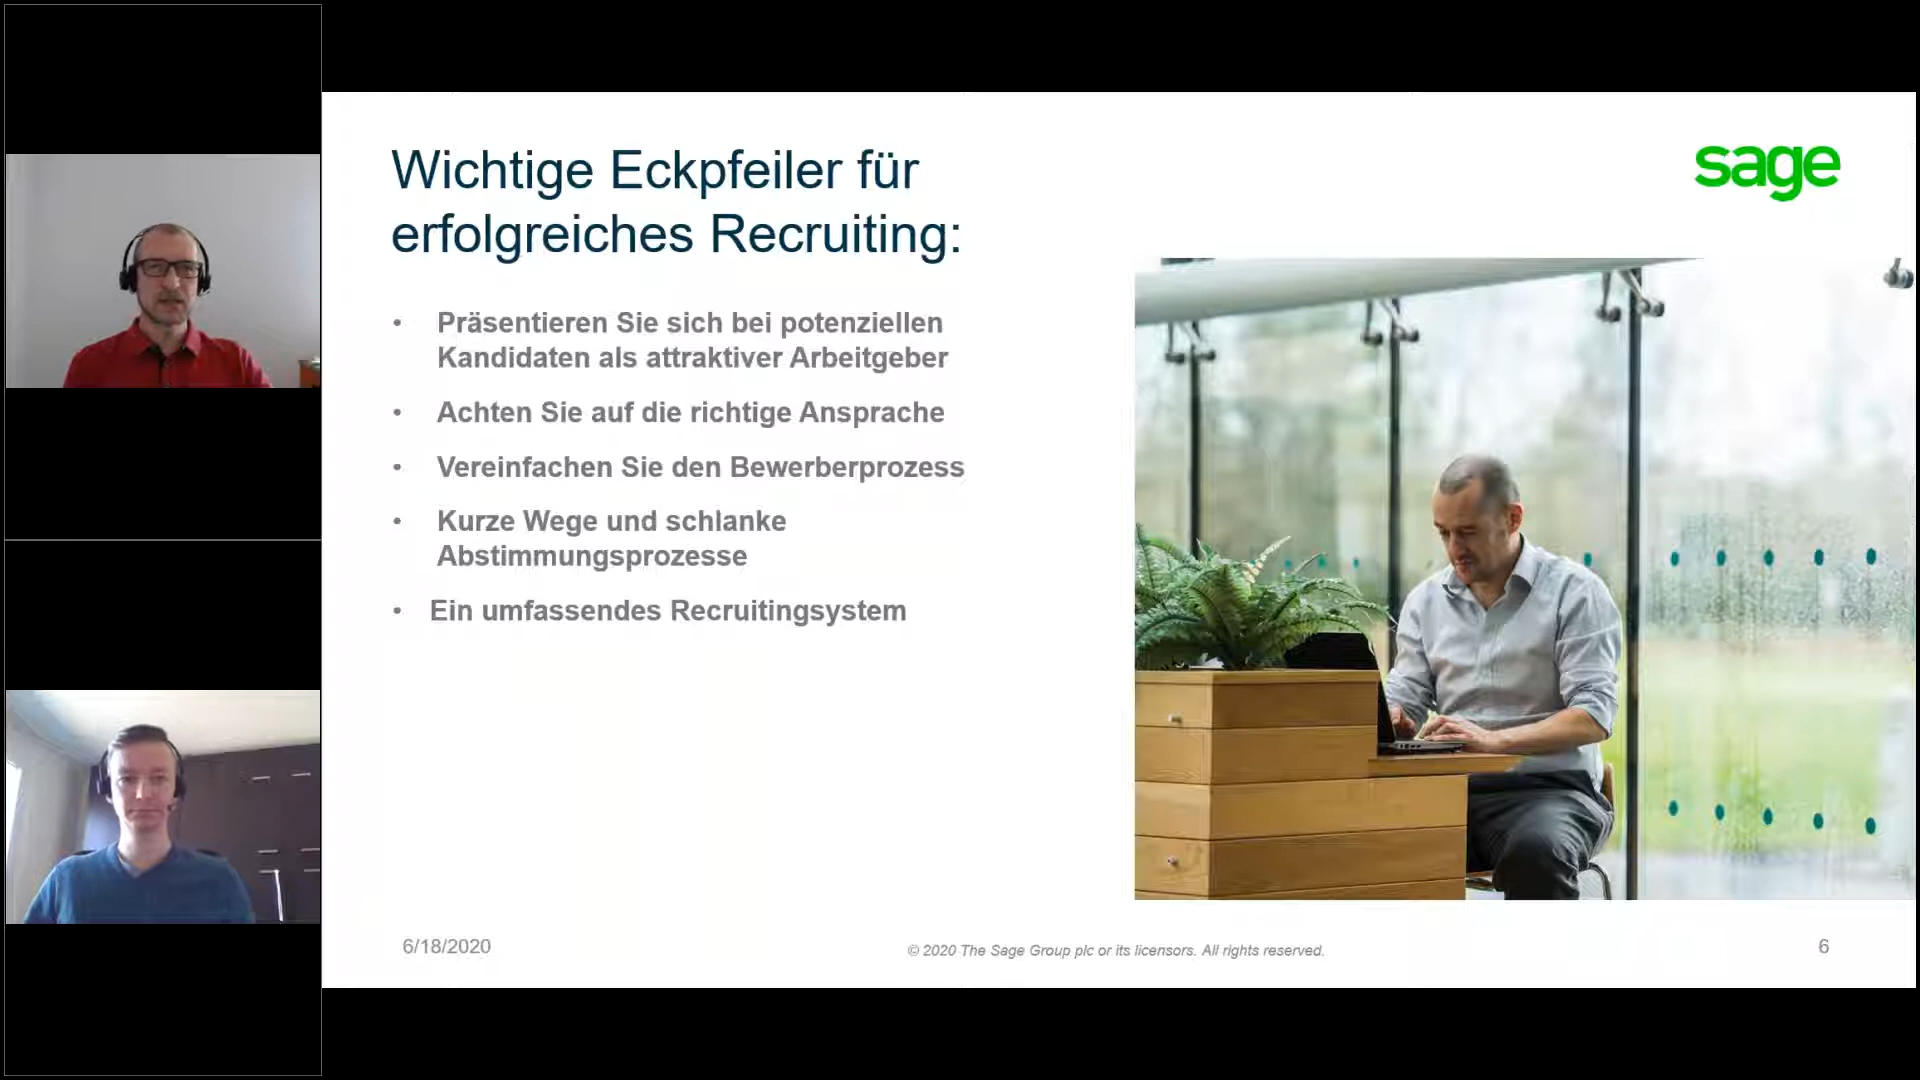 Wichtige Eckpfeiler für
erfolgreiches Recruiting:
sage
• Präsentieren Sie sich bei potenziellen
Kandidaten als attraktiver Arbeitgeber
• Achten Sie auf die richtige Ansprache
• Vereinfachen Sie den Bewerberprozess
• Kurze Wege und schlanke
Abstimmungsprozesse
• Ein umfassendes Recruitingsystem
6/18/2020
© 2020 The Sage Group plc or its licensors. All rights reserved.
6